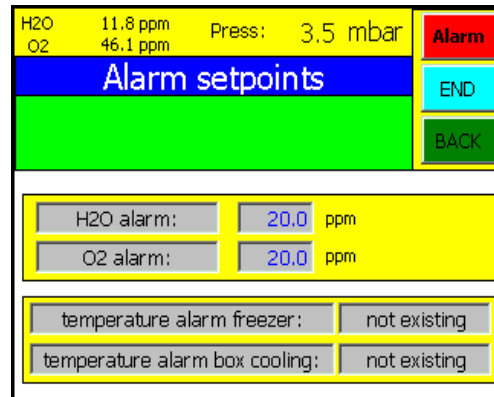 H2O 11.8 ppm Press: 3.5 mbar Alarm
O2 46.1 ppm
Alarm setpoints
END
BACK
H2O alarm: 20.0 ppm
O2 alarm: 20.0 ppm
temperature alarm freezer: not existing
temperature alarm box cooling: not existing